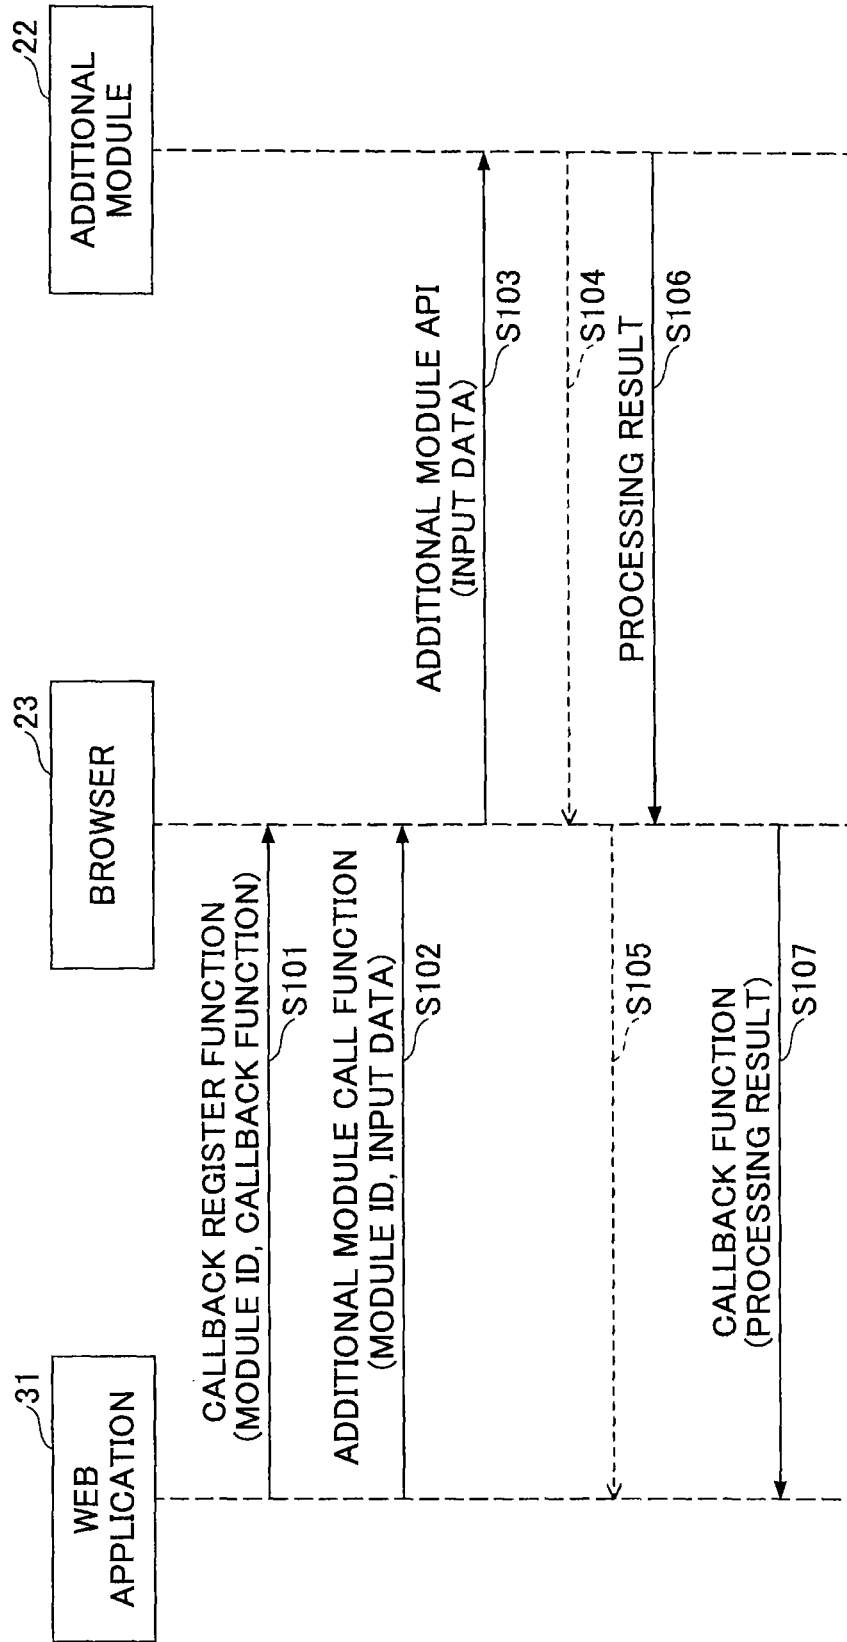 31
WEB
APPLICATION
23
BROWSER
22
ADDITIONAL
MODULE
CALLBACK REGISTER FUNCTION
(MODULE ID, CALLBACK FUNCTION)
S101
ADDITIONAL MODULE CALL FUNCTION
(MODULE ID, INPUT DATA)
S102
ADDITIONAL MODULE API
(INPUT DATA)
S103
S104
S105
PROCESSING RESULT
S106
CALLBACK FUNCTION
(PROCESSING RESULT)
S107